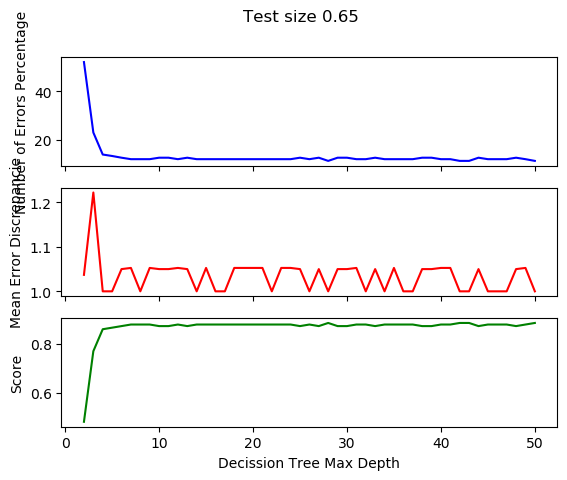 Test size 0.65
Number of Errors Percentage
40
20
Mean Error Discrepancie
1.2
1.1
1.0
Score
0.8
0.6
0 10 20 30 40 50
Decission Tree Max Depth